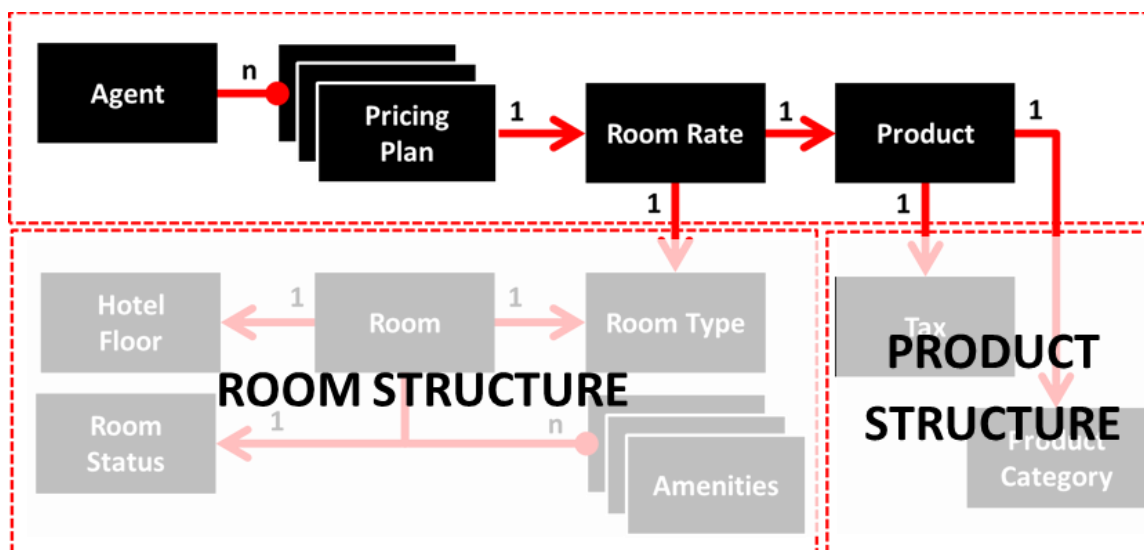 Agent
n
Pricing
Plan
1
Room Rate
1
Product
1
1
1
Hotel
Floor
1
Room
1
Room Type
Tax
ROOM STRUCTURE
PRODUCT
STRUCTURE
Room
Status
1
n
Amenities
Product
Category